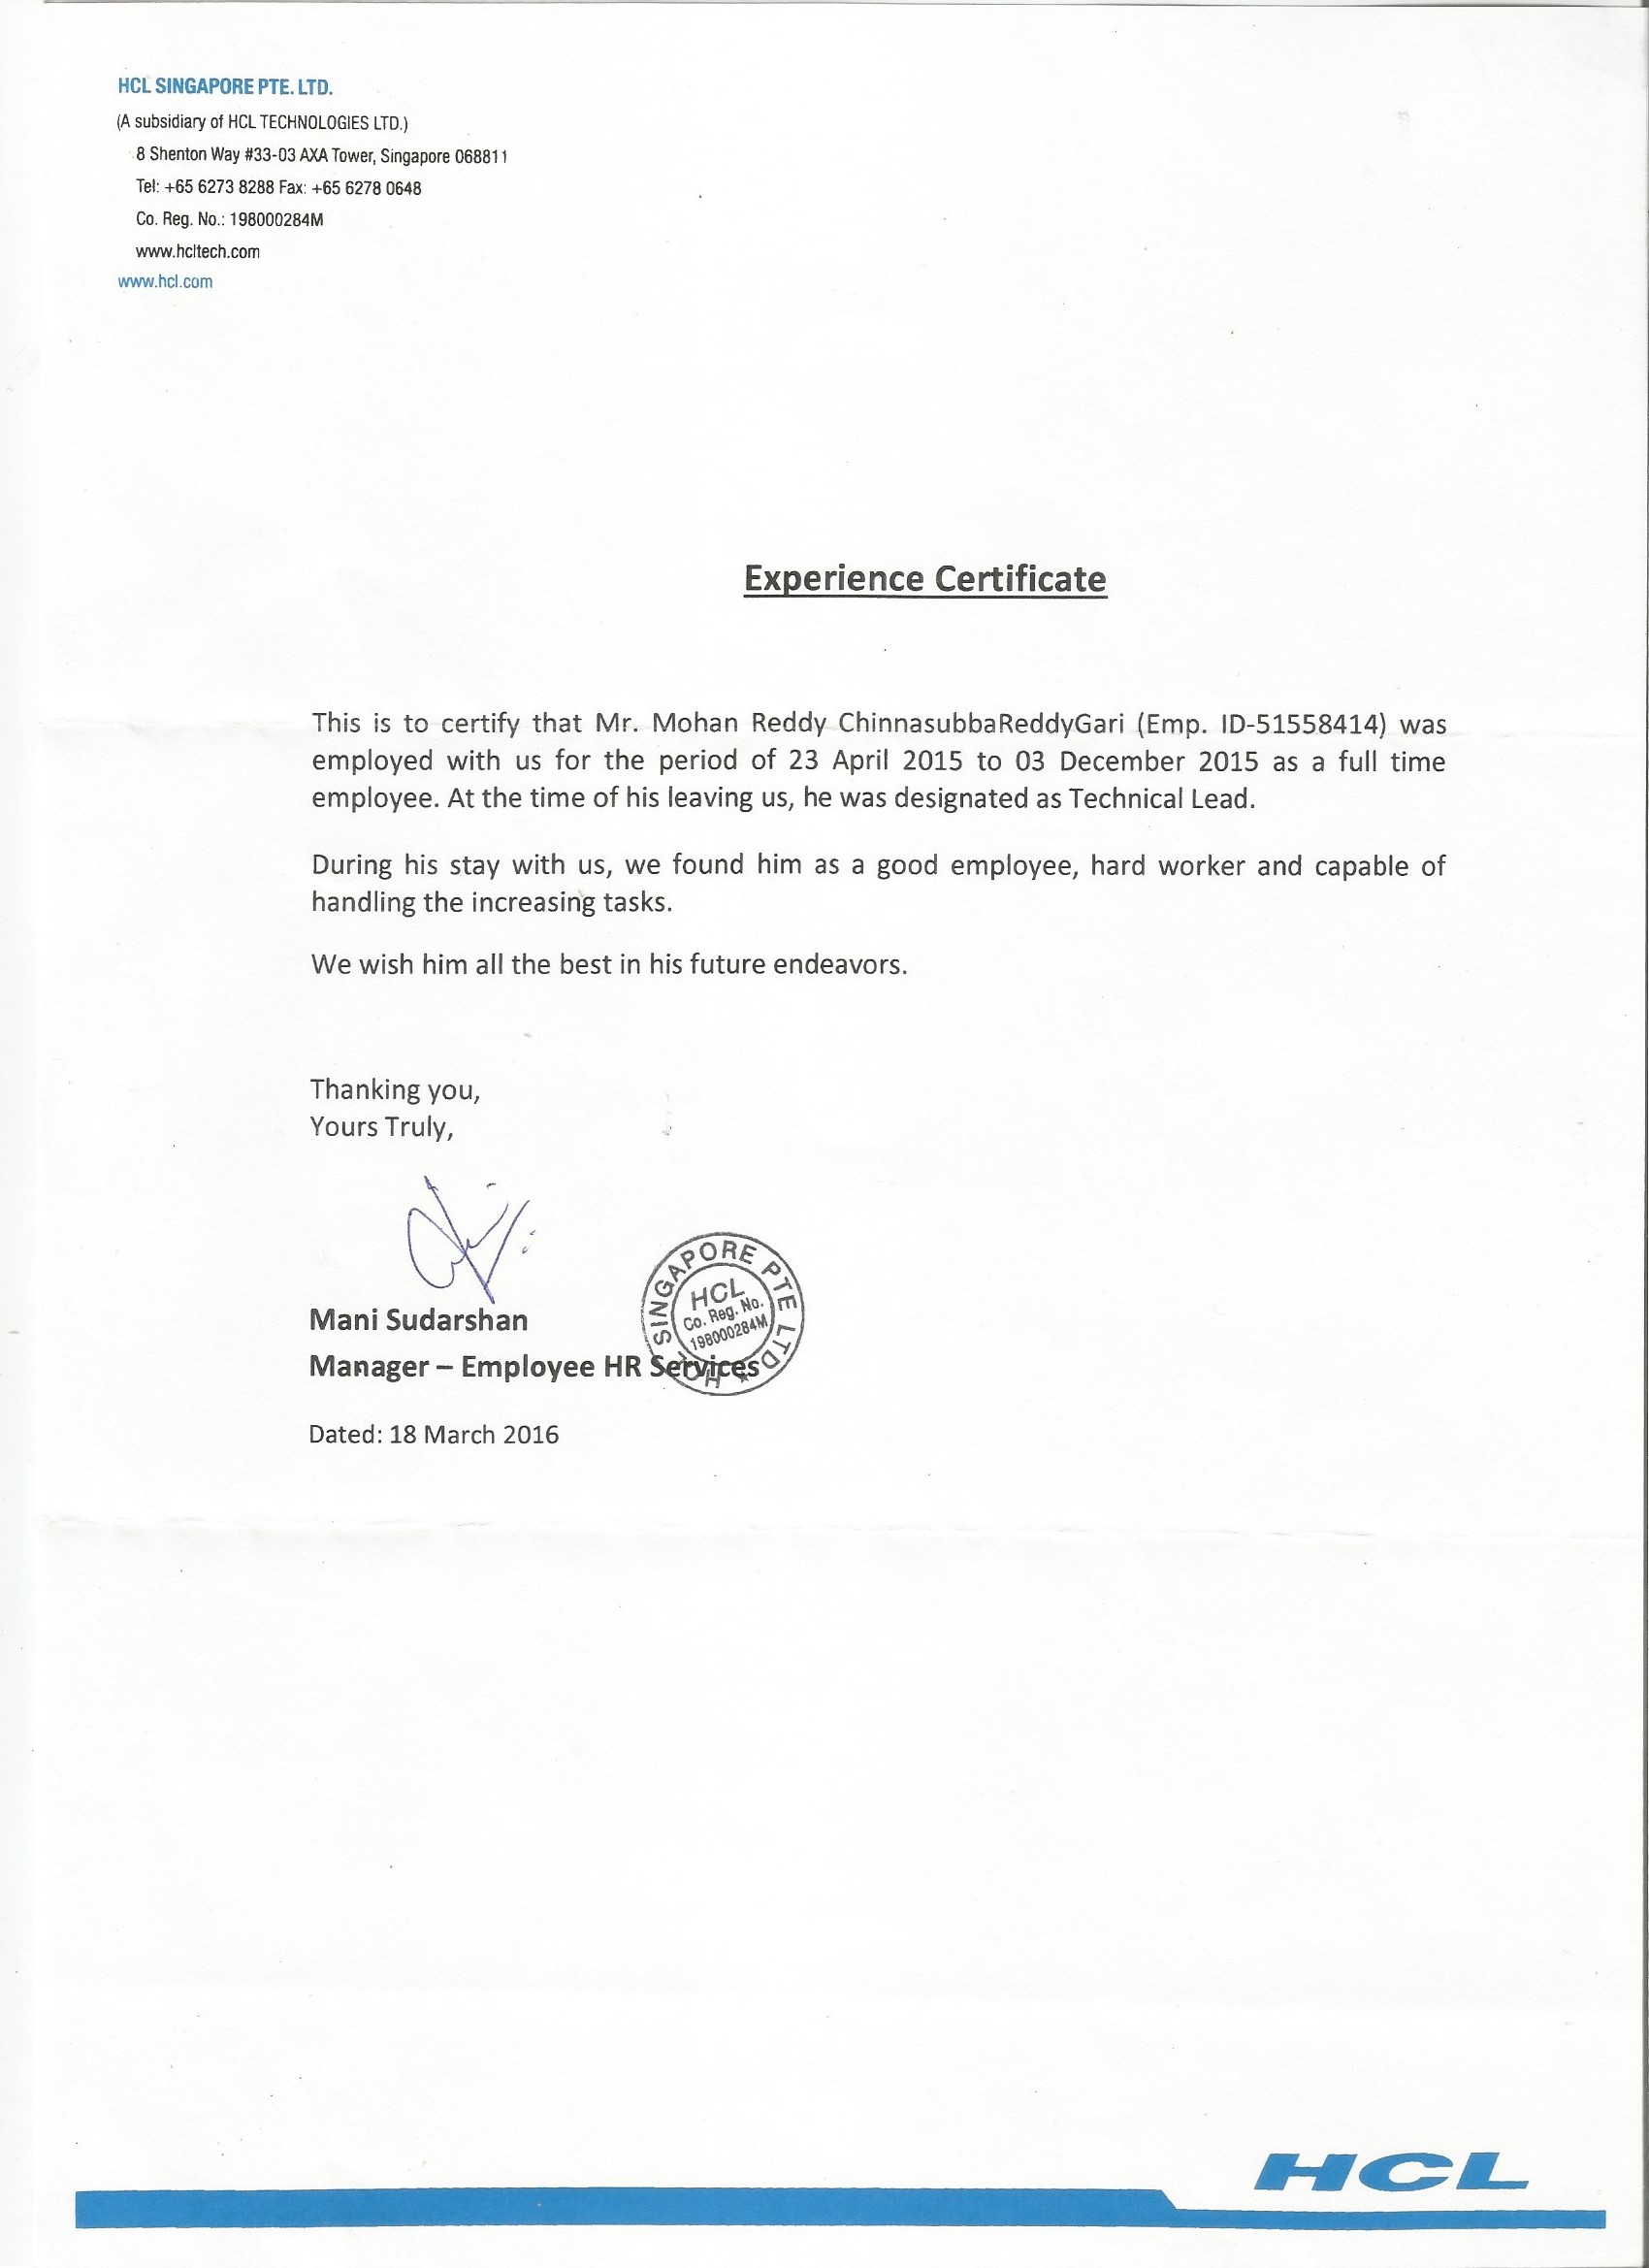 HCL SINGAPORE PTE. LTD.
(A subsidiary of HCL TECHNOLOGIES LTD.)
8 Shenton Way #33-03 AXA Tower, Singapore 068811
Tel: +65 6273 8288 Fax: +65 6278 0648
Co. Reg. No.: 198000284M
www.hcltech.com
www.hcl.com
Experience Certificate
This is to certify that Mr. Mohan Reddy ChinnasubbaReddyGari (Emp. ID-51558414) was
employed with us for the period of 23 April 2015 to 03 December 2015 as a full time
employee. At the time of his leaving us, he was designated as Technical Lead.
During his stay with us, we found him as a good employee, hard worker and capable of
handling the increasing tasks.
We wish him all the best in his future endeavors.
Thanking you,
Yours Truly,
Mani Sudarshan
Manager – Employee HR Services
HCL SINGAPORE PTE LTD
HCL
Co. Reg. No.
198000284M
Dated: 18 March 2016
HCL